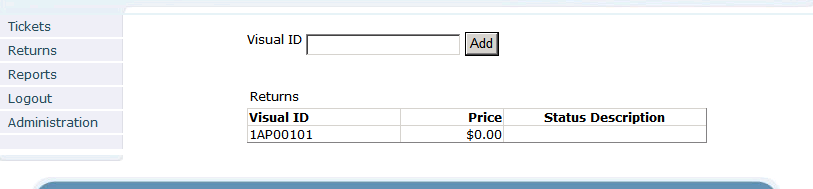 Tickets
Returns
Reports
Logout
Administration
Visual ID Add
Returns
Visual ID Price Status Description
1AP00101 $0.00